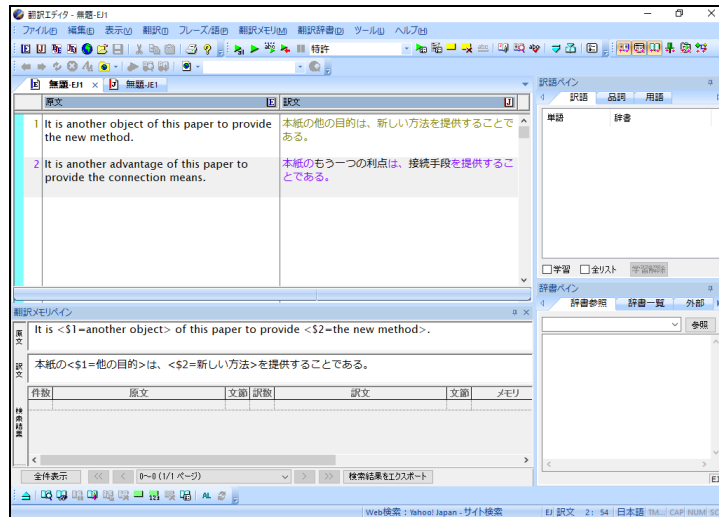 翻訳エディタ - 無題-EJ1
ファイル(F) 編集(E) 表示(V) 翻訳(T) フレーズ/語(P) 翻訳メモリ(M) 翻訳辞書(D) ツール(L) ヘルプ(H)
特許
無題-EJ1 × 無題-JE1
原文 E 訳文 J
1 It is another object of this paper to provide the new method.
本紙の他の目的は、新しい方法を提供することである。
2 It is another advantage of this paper to provide the connection means.
本紙のもう一つの利点は、接続手段を提供することである。
翻訳メモリペイン
原文 It is <$1=another object> of this paper to provide <$2=the new method>.
訳文 本紙の<$1=他の目的>は、<$2=新しい方法>を提供することである。
検索結果
件数 原文 文節 訳数 訳文 文節 メモリ
全件表示 << < 0～0 (1/1 ページ) > >> 検索結果をエクスポート
訳語ペイン
訳語 品詞 用語
単語 辞書
学習 全リスト 学習解除
辞書ペイン
辞書参照 辞書一覧 外部
参照
EJ
Web検索：Yahoo! Japan - サイト検索 EJ 訳文 2: 54 日本語 TM... CAP NUM SC